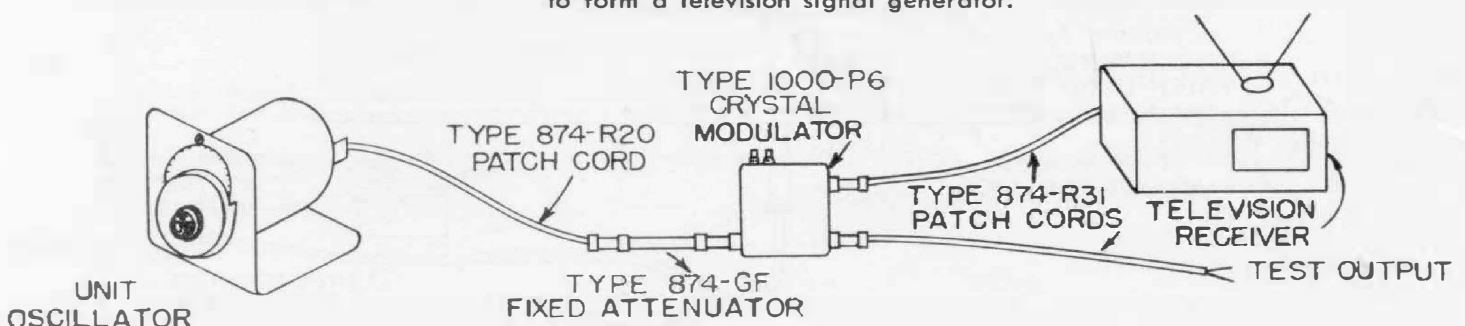 to form a television signal generator.
TYPE 1000-P6
CRYSTAL
MODULATOR
TYPE 874-R20
PATCH CORD
TYPE 874-R31
PATCH CORDS
TELEVISION
RECEIVER
TEST OUTPUT
TYPE 874-GF
FIXED ATTENUATOR
UNIT
OSCILLATOR